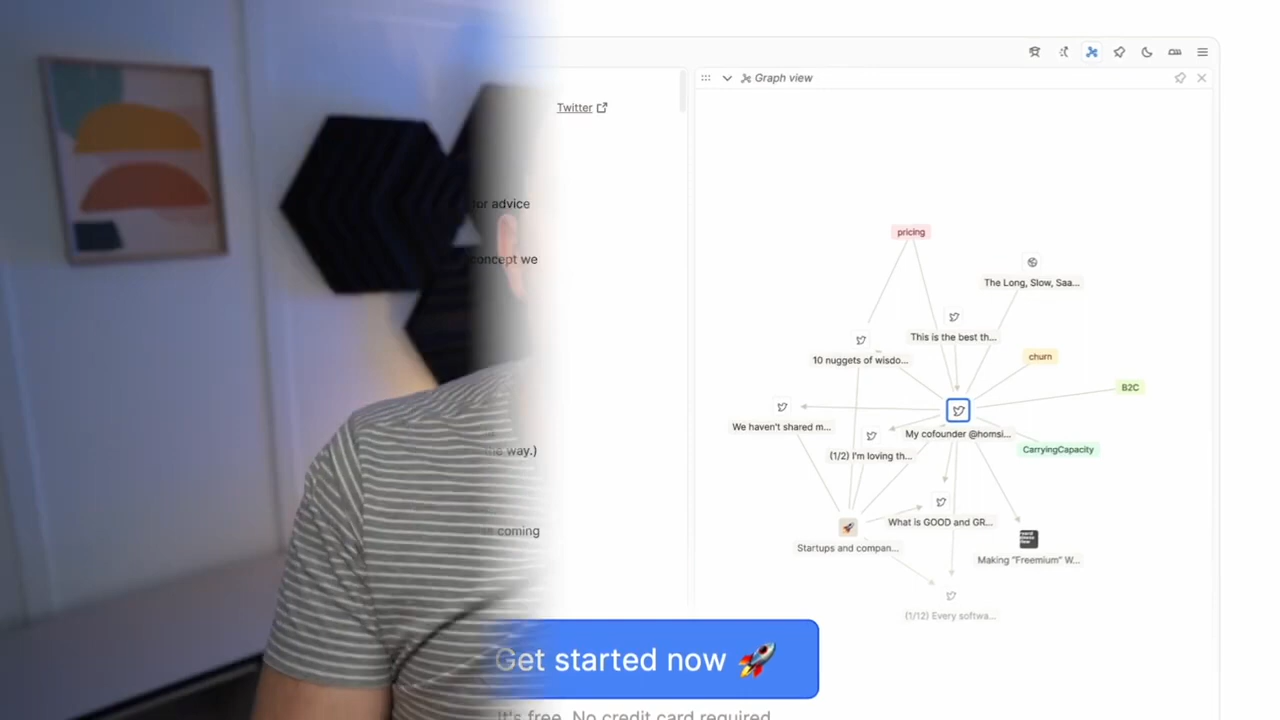 Graph view
Twitter
for advice
concept we
the way.)
coming
pricing
The Long, Slow, Saa...
This is the best th...
10 nuggets of wisdo...
churn
B2C
We haven't shared m...
My cofounder @homsi...
(1/2) I'm loving th...
CarryingCapacity
What is GOOD and GR...
Startups and compan...
Making "Freemium" W...
(1/12) Every softwa...
Get started now 🚀
It's free. No credit card required